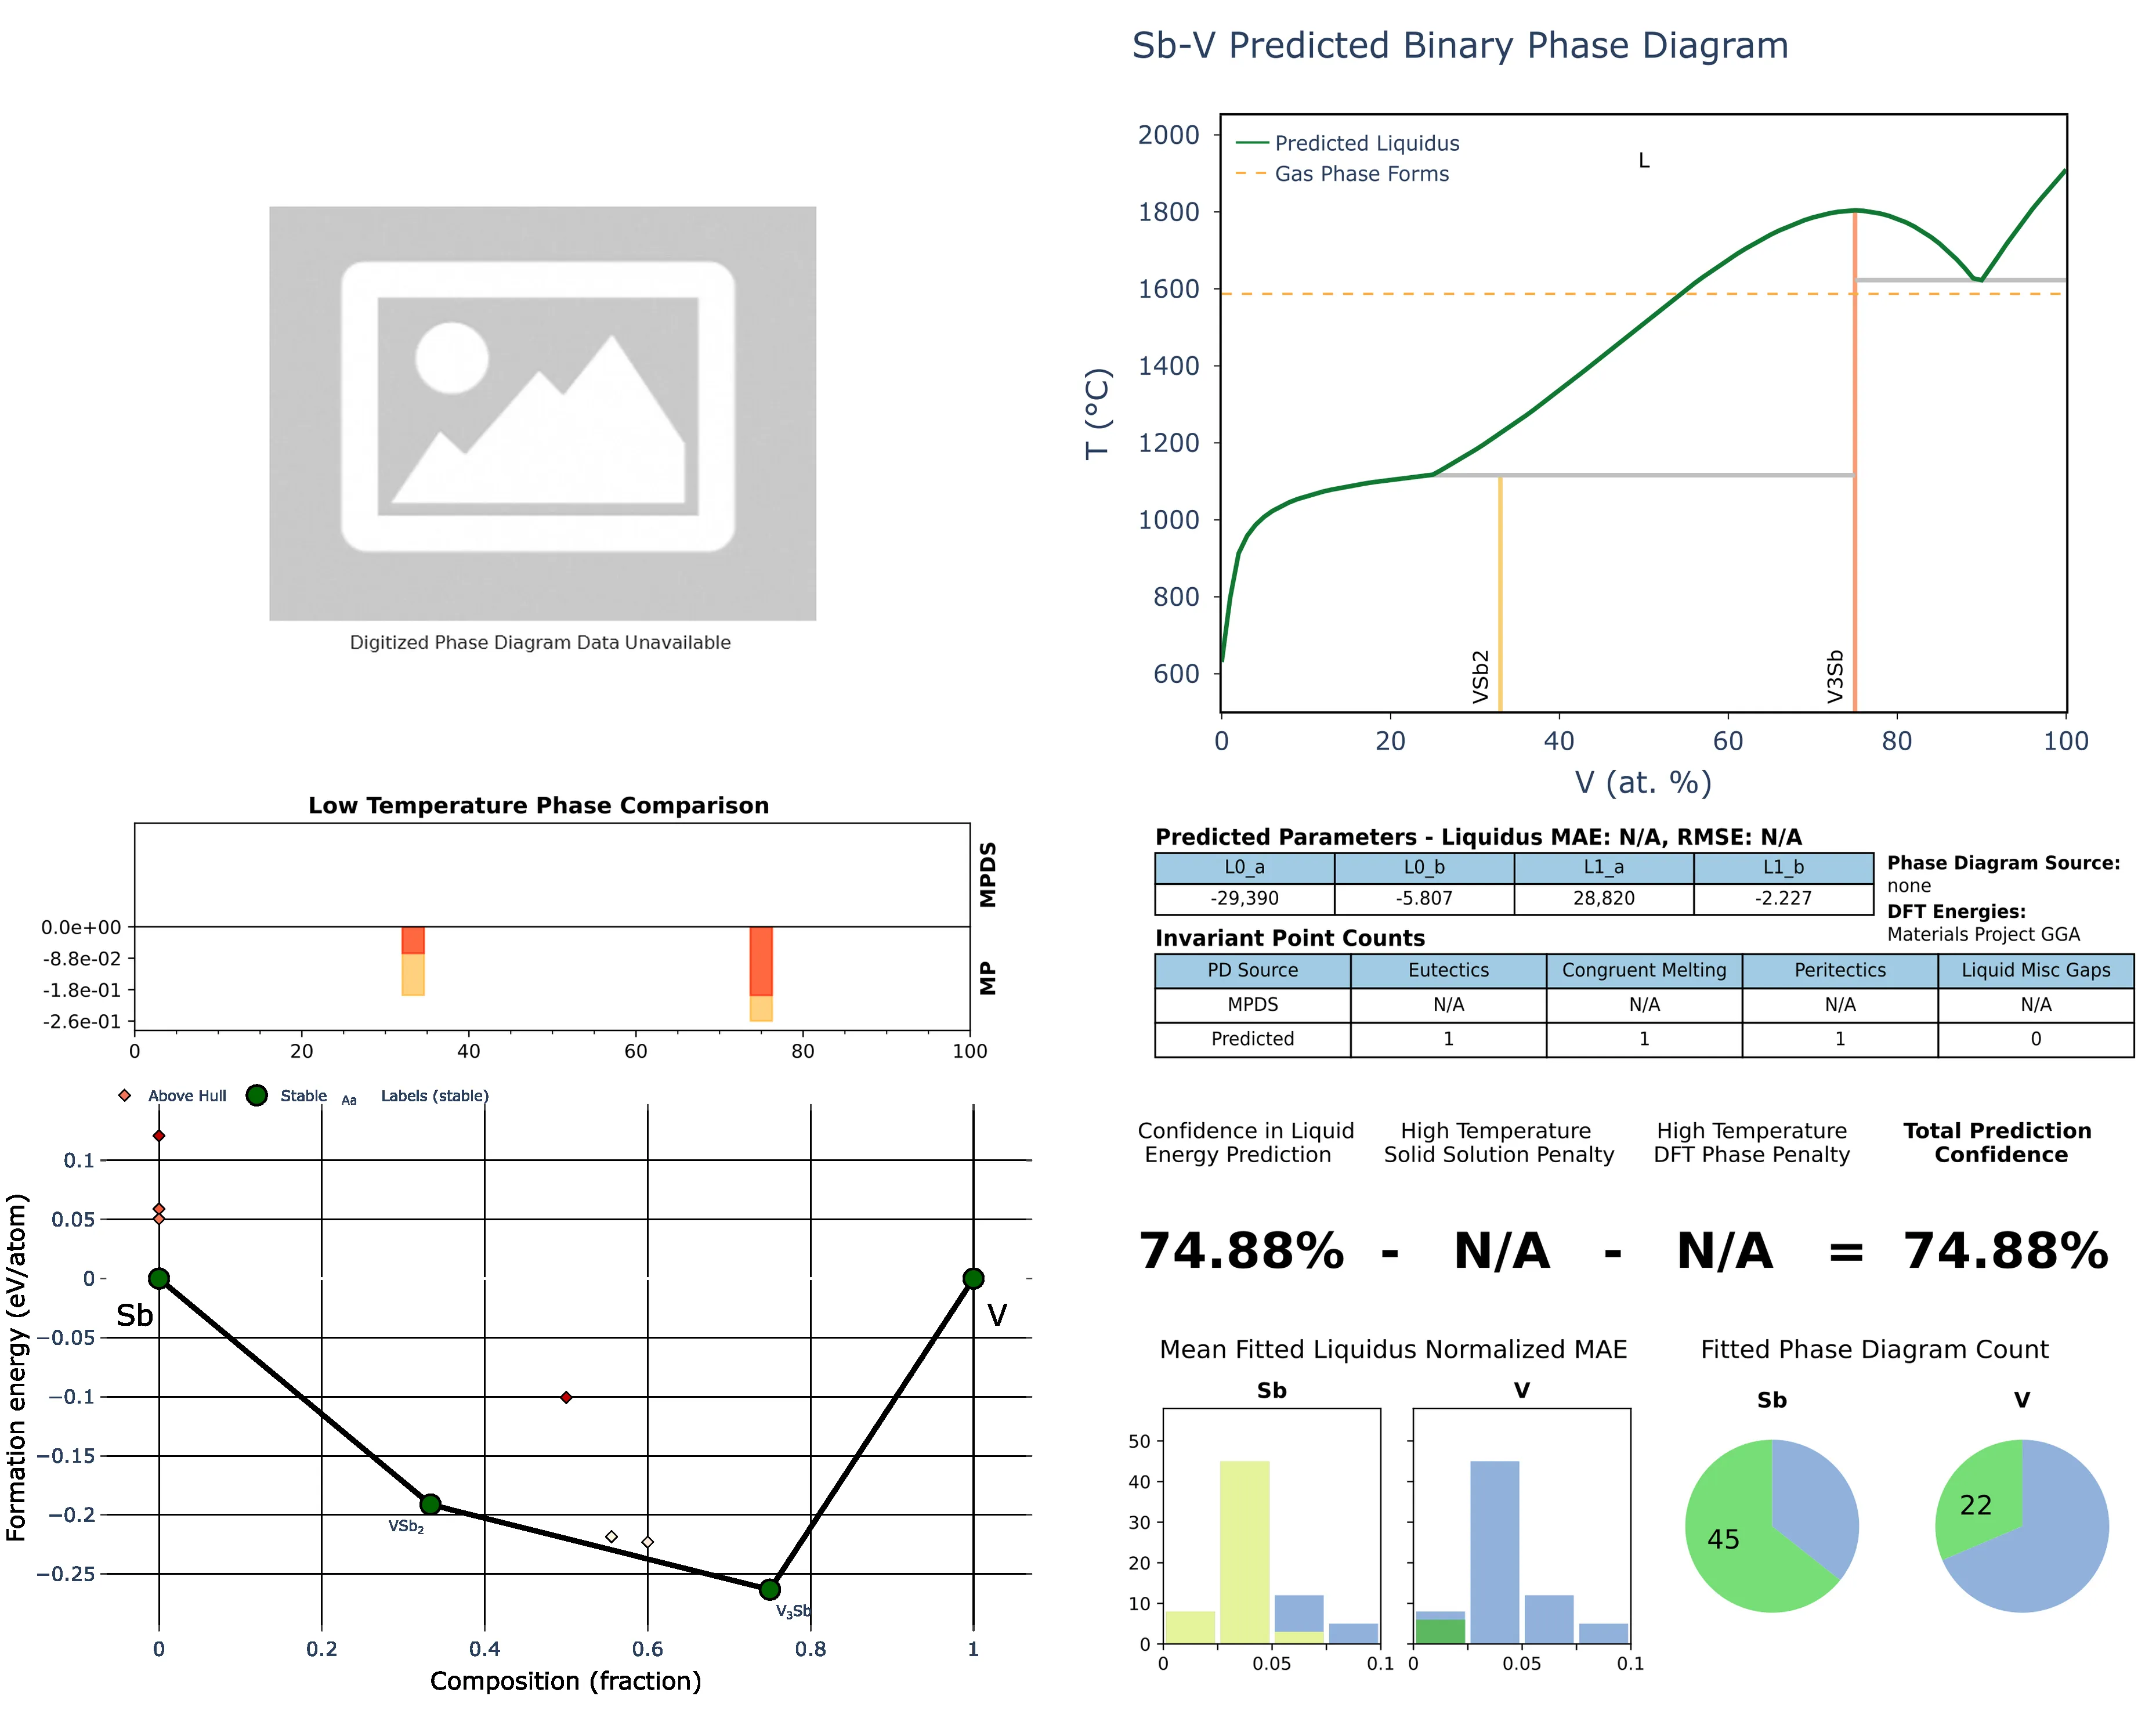 Sb-V Predicted Binary Phase Diagram
2000
1800
1600
1400
1200
1000
800
600
T (°C)
Predicted Liquidus
Gas Phase Forms
L
VSb2
V3Sb
0 20 40 60 80 100
V (at. %)
Digitized Phase Diagram Data Unavailable
Low Temperature Phase Comparison
MPDS
MP
0.0e+00
-8.8e-02
-1.8e-01
-2.6e-01
0 20 40 60 80 100
Predicted Parameters - Liquidus MAE: N/A, RMSE: N/A
L0_a L0_b L1_a L1_b
-29,390 -5.807 28,820 -2.227
Phase Diagram Source:
none
DFT Energies:
Materials Project GGA
Invariant Point Counts
PD Source Eutectics Congruent Melting Peritectics Liquid Misc Gaps
MPDS N/A N/A N/A N/A
Predicted 1 1 1 0
Above Hull Stable Aa Labels (stable)
0.1
0.05
0
−0.05
−0.1
−0.15
−0.2
−0.25
Formation energy (eV/atom)
Sb
V
VSb₂
V₃Sb
0 0.2 0.4 0.6 0.8 1
Composition (fraction)
Confidence in Liquid
Energy Prediction
High Temperature
Solid Solution Penalty
High Temperature
DFT Phase Penalty
Total Prediction
Confidence
74.88% - N/A - N/A = 74.88%
Mean Fitted Liquidus Normalized MAE
Sb V
50
40
30
20
10
0
0 0.05 0.1 0 0.05 0.1
Fitted Phase Diagram Count
Sb V
45 22